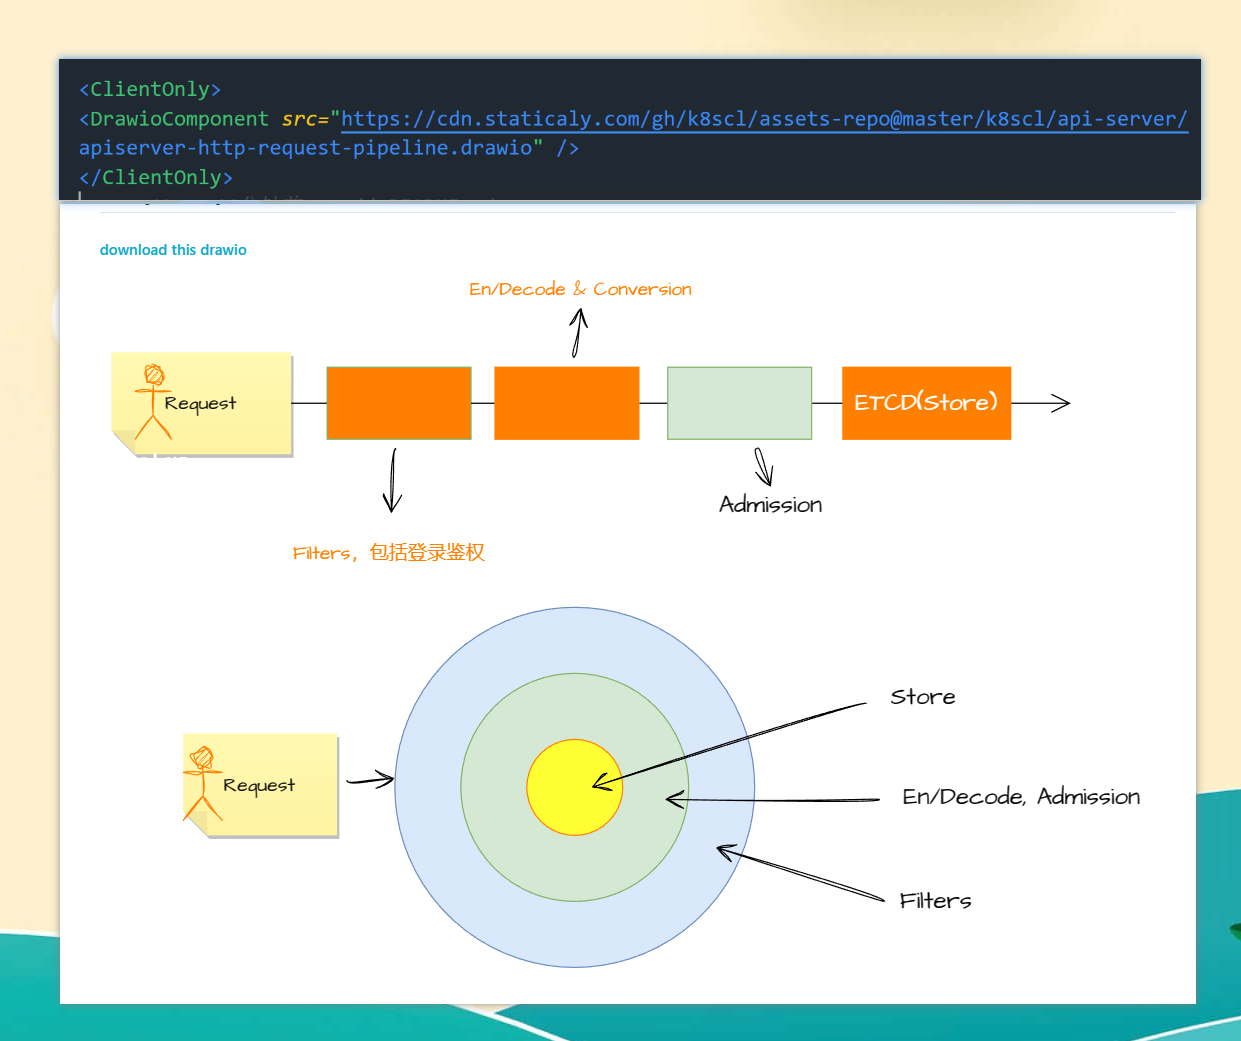 <ClientOnly>
<DrawioComponent src="https://cdn.staticaly.com/gh/k8scl/assets-repo@master/k8scl/api-server/
apiserver-http-request-pipeline.drawio" />
</ClientOnly>
download this drawio
En/Decode & Conversion
Request
ETCD(Store)
Admission
Filters，包括登录鉴权
Store
Request
En/Decode, Admission
Filters